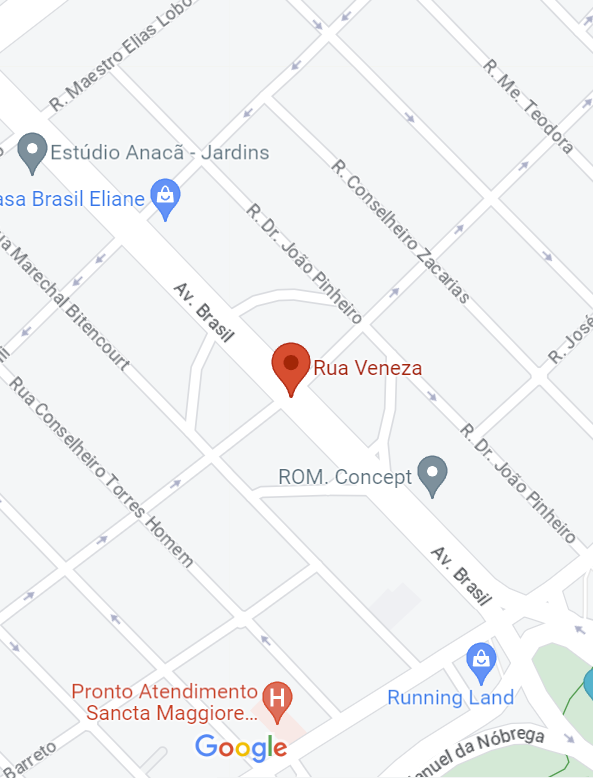 R. Maestro Elias Lobo
R. Me. Teodora
Estúdio Anacã - Jardins
asa Brasil Eliane
R. Conselheiro Zacarias
R. Dr. João Pinheiro
Av. Brasil
ua Marechal Bitencourt
R. José
Rua Veneza
Rua Conselheiro Torres Homem
R. Dr. João Pinheiro
ROM. Concept
Av. Brasil
Running Land
Pronto Atendimento
Sancta Maggiore...
Google
Barreto
anuel da Nóbrega